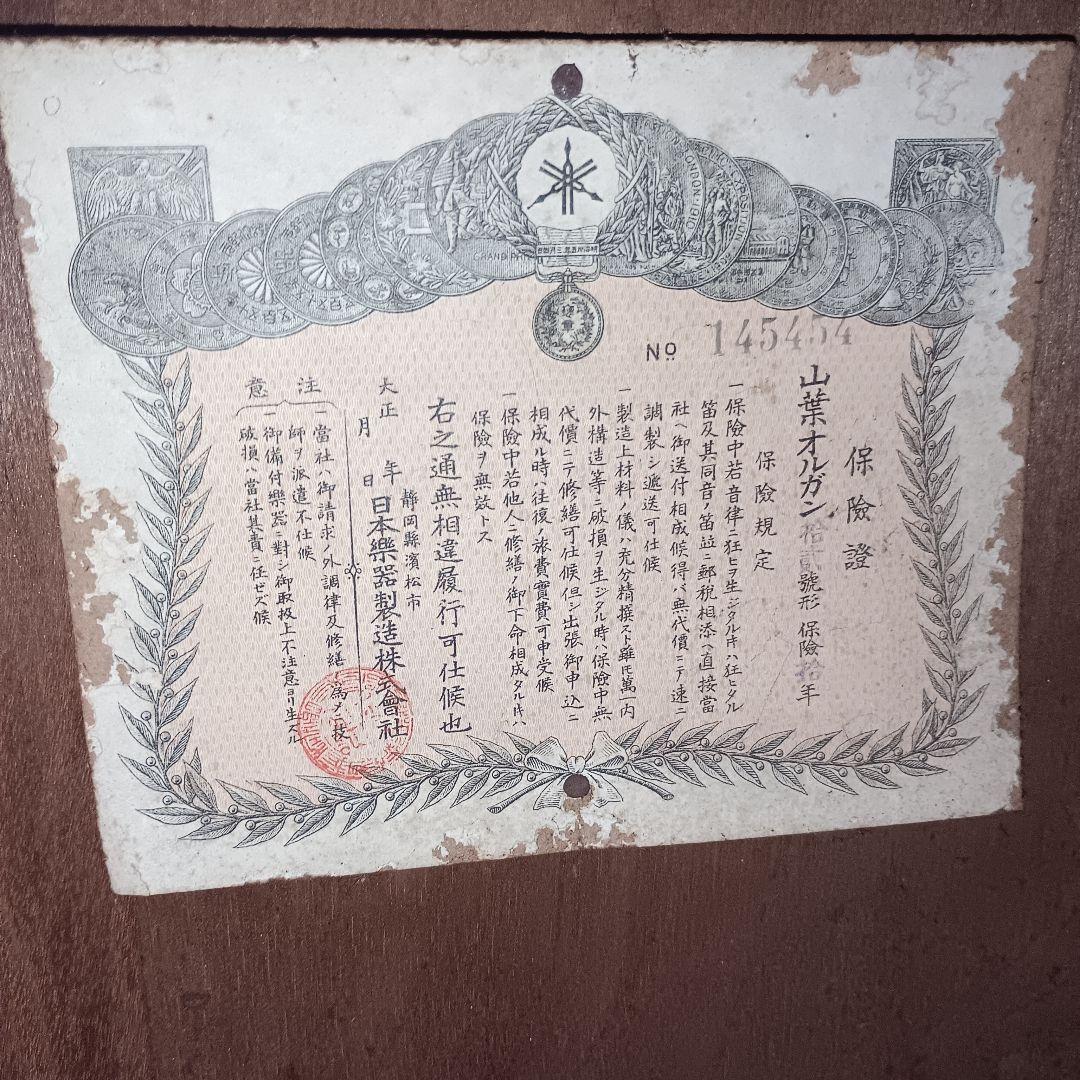 No 145454
保險證
山葉オルガン拾貳號形 保險拾年
保險規定
一保險中若音律ニ狂ヒヲ生ジタル時ハ狂ヒタル
笛及其同音ノ笛並ニ郵税相添ヘ直接當
社ヘ御送付相成候得バ無代價ニテ速ニ
調製シ遞送可仕候
一製造上材料ノ儀ハ充分精撰スト雖モ萬一内
外構造等ニ破損ヲ生ジタル時ハ保險中無
代價ニテ修繕可仕候但シ出張御申込ニ
相成ル時ハ往復ノ旅費實費可申受候
一保險中若他人ニ修繕ノ御下命相成タル時ハ
保險ヲ無效トス
右之通無相違履行可仕候也
大正 年 月 日
靜岡縣濱松市
日本樂器製造株式會社
注意
一當社ハ御請求ノ外調律及修繕ノ爲メニ技
師ヲ派遣不仕候
一御備付樂器ニ對シ御取扱上不注意ヨリ生ズル
破損ハ當社其責ニ任ゼズ候